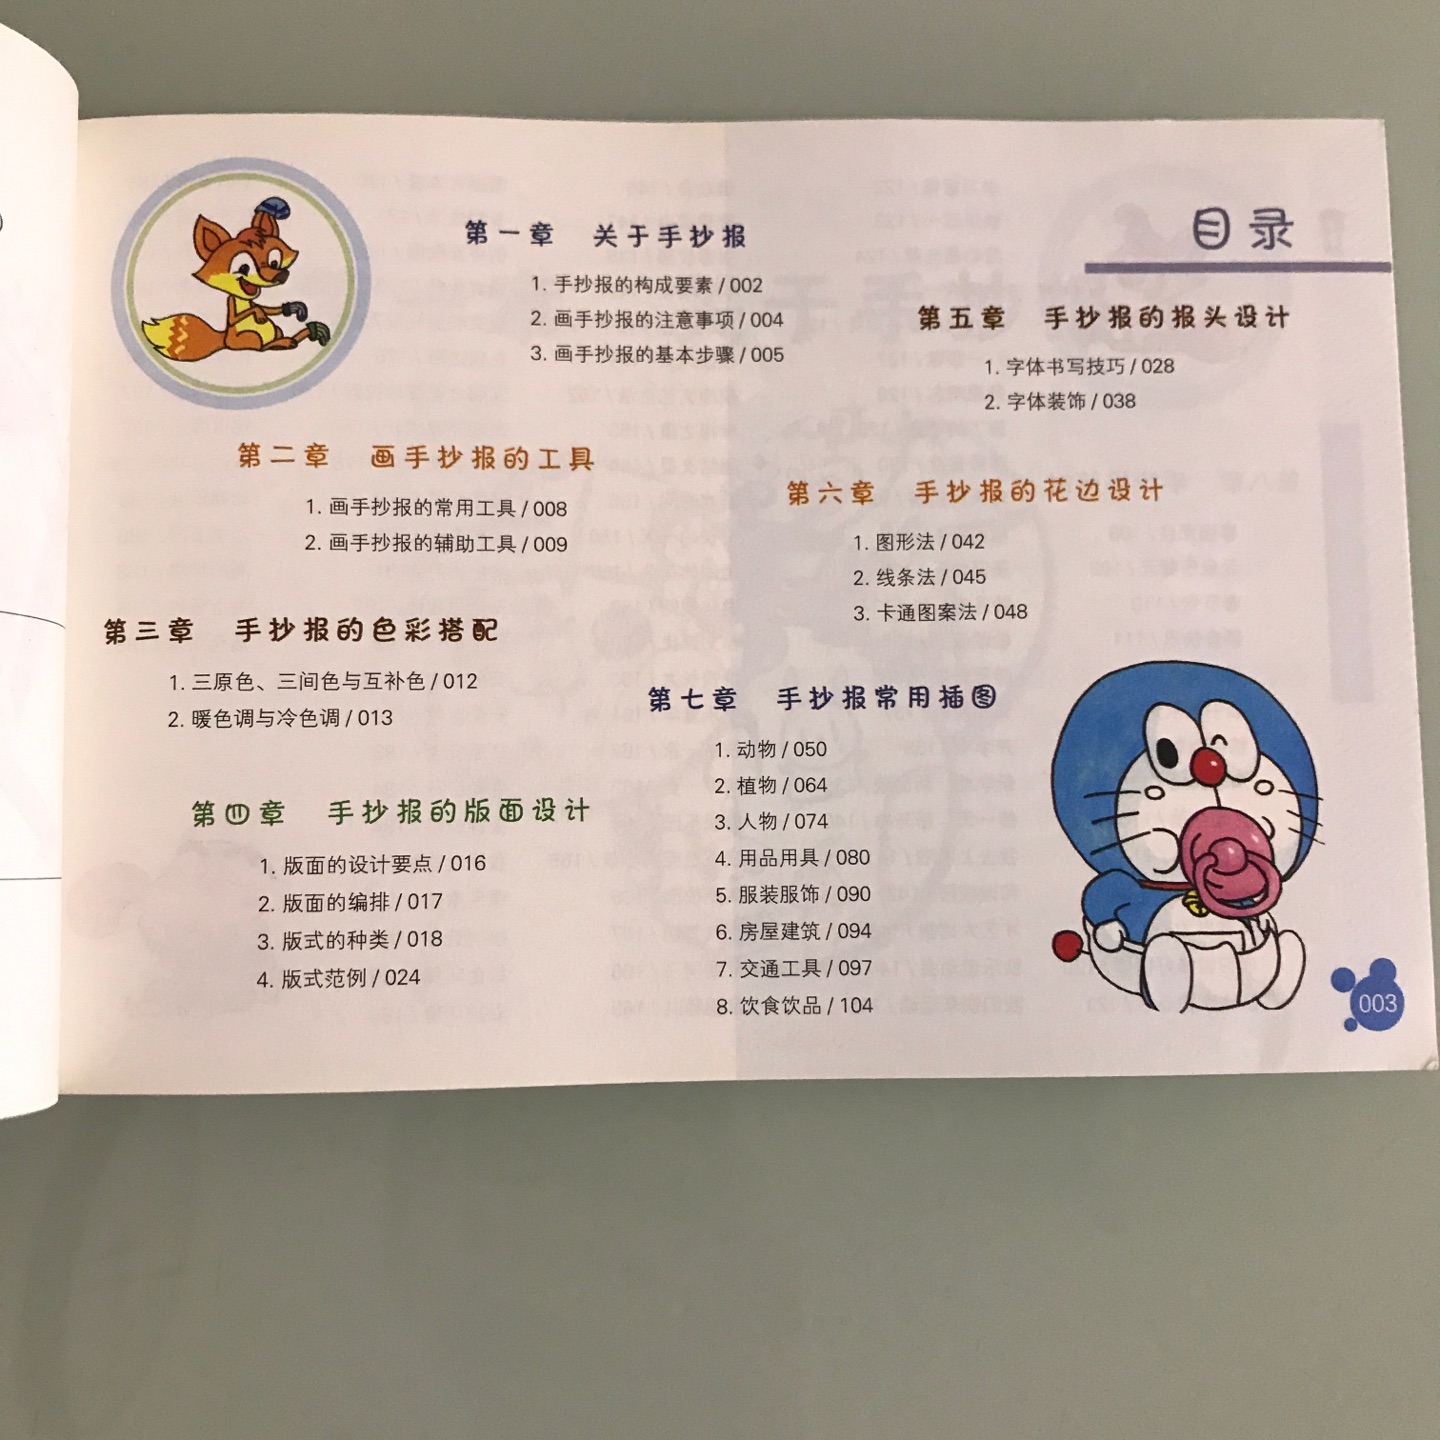 目录
第一章 关于手抄报
1. 手抄报的构成要素 / 002
2. 画手抄报的注意事项 / 004
3. 画手抄报的基本步骤 / 005
第二章 画手抄报的工具
1. 画手抄报的常用工具 / 008
2. 画手抄报的辅助工具 / 009
第三章 手抄报的色彩搭配
1. 三原色、三间色与互补色 / 012
2. 暖色调与冷色调 / 013
第四章 手抄报的版面设计
1. 版面的设计要点 / 016
2. 版面的编排 / 017
3. 版式的种类 / 018
4. 版式范例 / 024
第五章 手抄报的报头设计
1. 字体书写技巧 / 028
2. 字体装饰 / 038
第六章 手抄报的花边设计
1. 图形法 / 042
2. 线条法 / 045
3. 卡通图案法 / 048
第七章 手抄报常用插图
1. 动物 / 050
2. 植物 / 064
3. 人物 / 074
4. 用品用具 / 080
5. 服装服饰 / 090
6. 房屋建筑 / 094
7. 交通工具 / 097
8. 饮食饮品 / 104
003